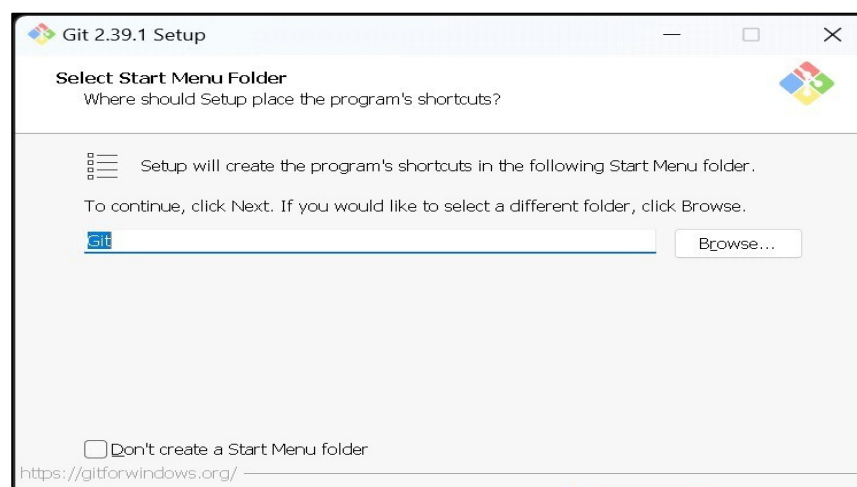 Git 2.39.1 Setup
Select Start Menu Folder
Where should Setup place the program's shortcuts?
Setup will create the program's shortcuts in the following Start Menu folder.
To continue, click Next. If you would like to select a different folder, click Browse.
Git
Browse...
Don't create a Start Menu folder
https://gitforwindows.org/